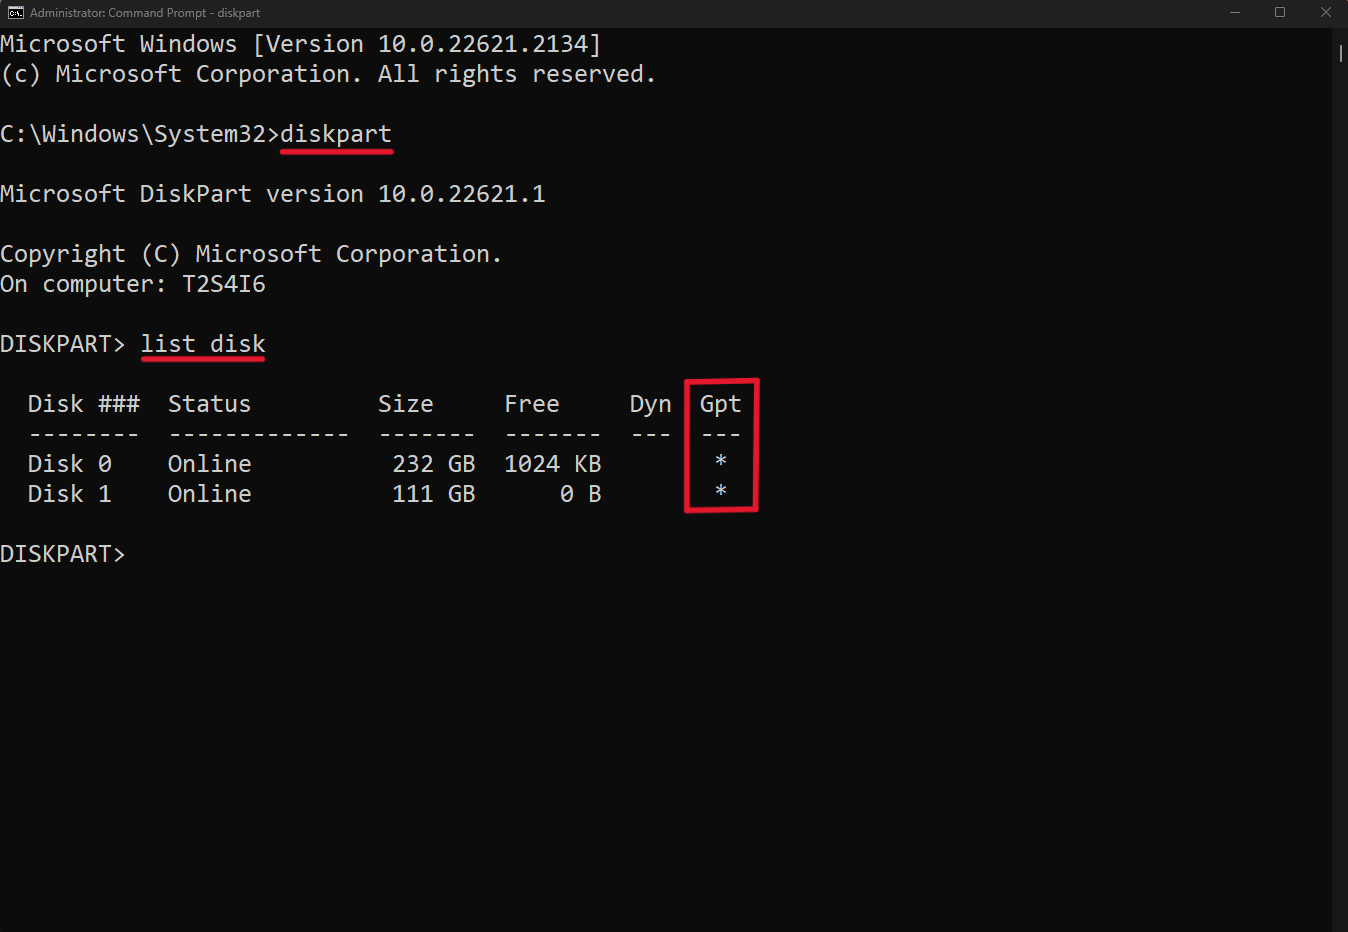 Administrator: Command Prompt - diskpart
Microsoft Windows [Version 10.0.22621.2134]
(c) Microsoft Corporation. All rights reserved.
C:\Windows\System32>diskpart
Microsoft DiskPart version 10.0.22621.1
Copyright (C) Microsoft Corporation.
On computer: T2S4I6
DISKPART> list disk
  Disk ###  Status         Size     Free     Dyn  Gpt
  --------  -------------  -------  -------  ---  ---
  Disk 0    Online          232 GB  1024 KB        *
  Disk 1    Online          111 GB      0 B        *
DISKPART>